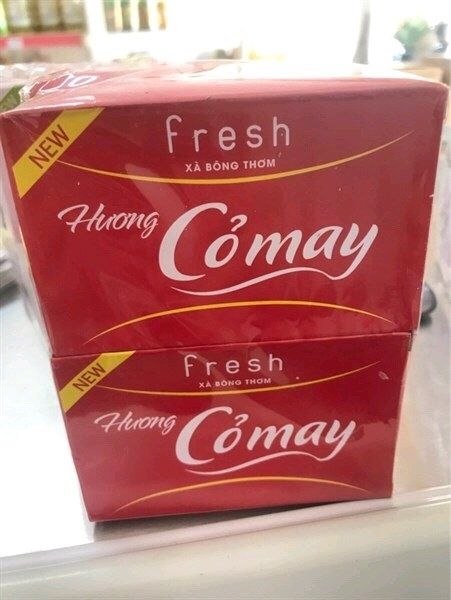 NEW
fresh
XÀ BÔNG THƠM
Hương Cỏ may
NEW
fresh
XÀ BÔNG THƠM
Hương Cỏ may